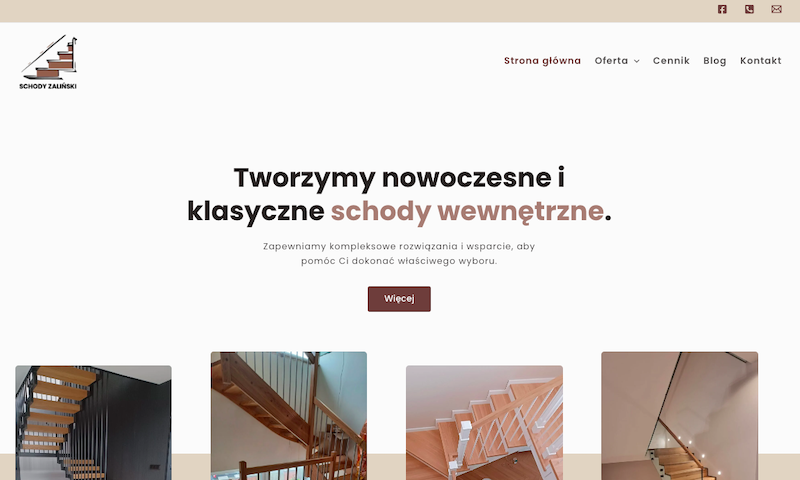 SCHODY ZALIŃSKI
Strona główna Oferta Cennik Blog Kontakt
Tworzymy nowoczesne i
klasyczne schody wewnętrzne.
Zapewniamy kompleksowe rozwiązania i wsparcie, aby
pomóc Ci dokonać właściwego wyboru.
Więcej